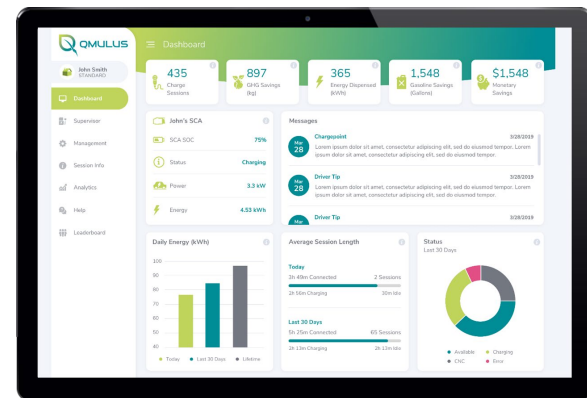 QMULUS
Dashboard
John Smith
STANDARD
Dashboard
Supervisor
Management
Session Info
Analytics
Help
Leaderboard
435
Charge
Sessions
897
GHG Savings
(kg)
365
Energy Dispensed
(kWh)
1,548
Gasoline Savings
(Gallons)
$1,548
Monetary
Savings
John's SCA
SCA SOC 75%
Status Charging
Power 3.3 kW
Energy 4.53 kWh
Messages
Mar
28
Chargepoint 3/28/2019
Lorem ipsum dolor sit amet, consectetur adipiscing elit, sed do eiusmod tempor. Lorem
ipsum dolor sit amet, consectetur adipiscing elit, sed do eiusmod tempor.
Mar
28
Driver Tip 3/28/2019
Lorem ipsum dolor sit amet, consectetur adipiscing elit, sed do eiusmod tempor. Lorem
ipsum dolor sit amet, consectetur adipiscing elit, sed do eiusmod tempor.
Mar
Driver Tip 3/28/2019
Daily Energy (kWh)
100
90
80
70
60
50
40
Today Last 30 Days Lifetime
Average Session Length
Today
2h 49m Connected 2 Sessions
2h 56m Charging 30m Idle
Last 30 Days
5h 25m Connected 65 Sessions
2h 13m Charging 2h 13m Idle
Status
Last 30 Days
Available Charging
CNC Error